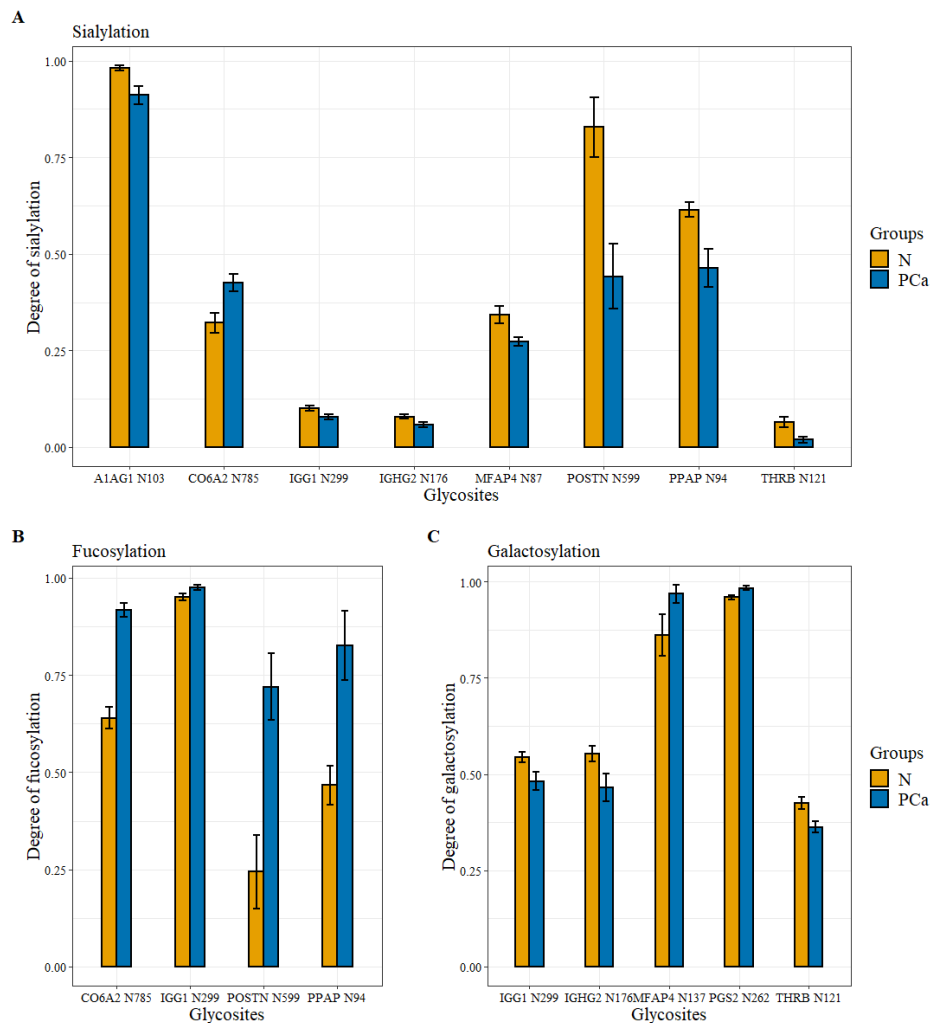 A
Sialylation
Degree of sialylation
1.00
0.75
0.50
0.25
0.00
A1AG1 N103 CO6A2 N785 IGG1 N299 IGHG2 N176 MFAP4 N87 POSTN N599 PPAP N94 THRB N121
Glycosites
Groups
N
PCa
B
Fucosylation
Degree of fucosylation
1.00
0.75
0.50
0.25
0.00
CO6A2 N785 IGG1 N299 POSTN N599 PPAP N94
Glycosites
C
Galactosylation
Degree of galactosylation
1.00
0.75
0.50
0.25
0.00
IGG1 N299 IGHG2 N176 MFAP4 N137 PGS2 N262 THRB N121
Glycosites
Groups
N
PCa